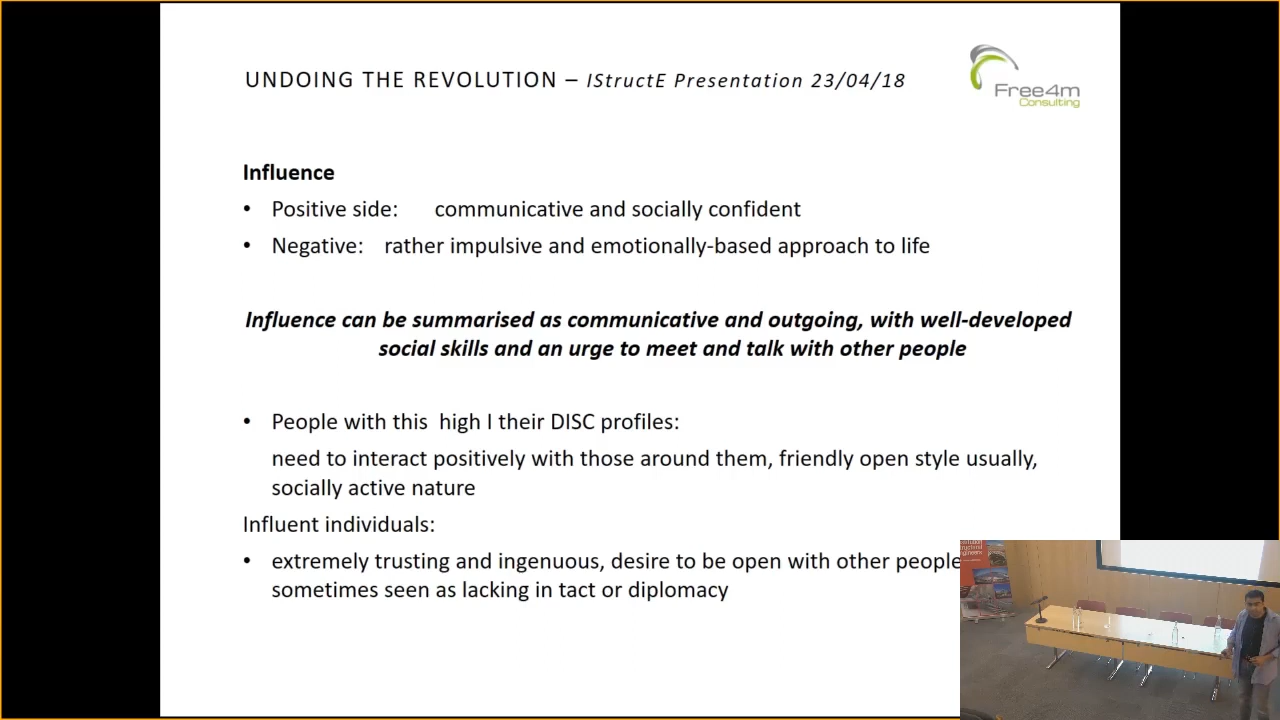 UNDOING THE REVOLUTION – IStructE Presentation 23/04/18
Free4m
Consulting
Influence
• Positive side: communicative and socially confident
• Negative: rather impulsive and emotionally-based approach to life
Influence can be summarised as communicative and outgoing, with well-developed
social skills and an urge to meet and talk with other people
• People with this high I their DISC profiles:
need to interact positively with those around them, friendly open style usually,
socially active nature
Influent individuals:
• extremely trusting and ingenuous, desire to be open with other people
sometimes seen as lacking in tact or diplomacy